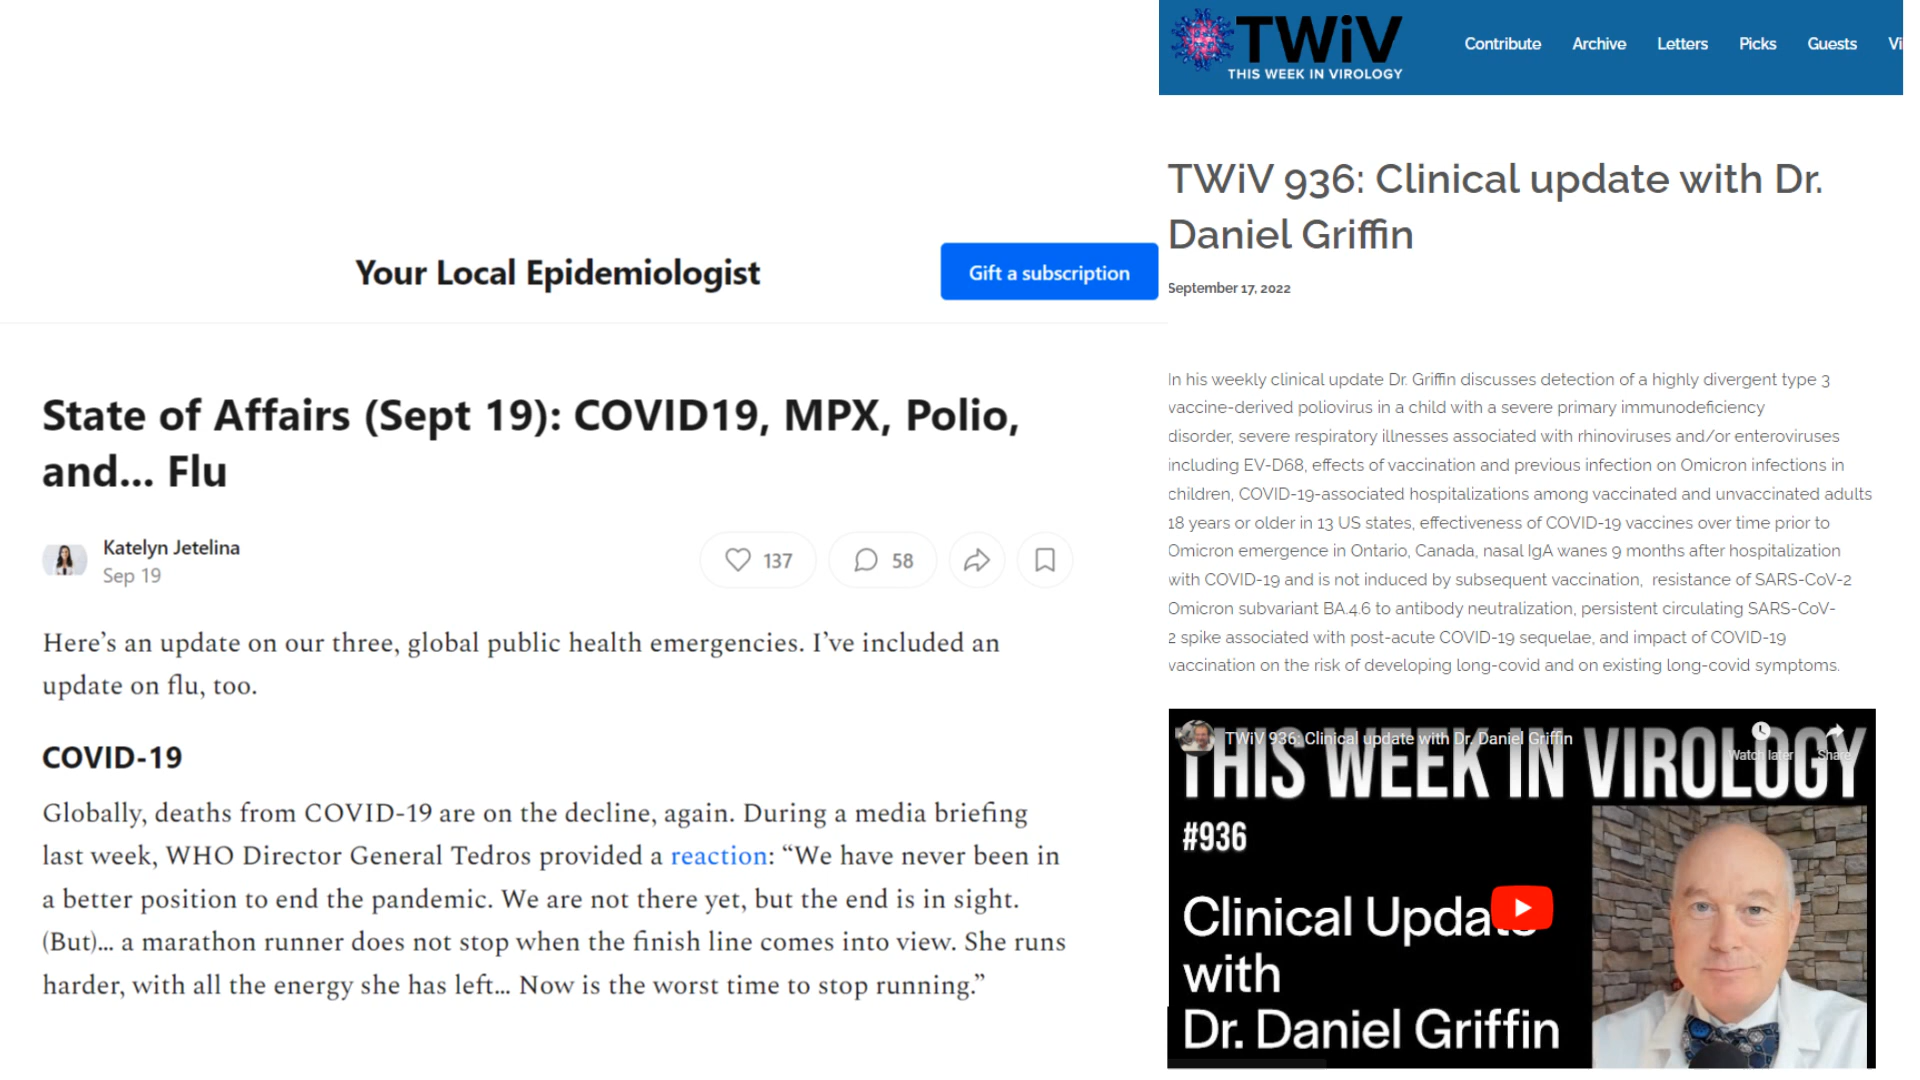 Your Local Epidemiologist
Gift a subscription
State of Affairs (Sept 19): COVID19, MPX, Polio,
and... Flu
Katelyn Jetelina
Sep 19
137
58
Here’s an update on our three, global public health emergencies. I’ve included an
update on flu, too.
COVID-19
Globally, deaths from COVID-19 are on the decline, again. During a media briefing
last week, WHO Director General Tedros provided a reaction: “We have never been in
a better position to end the pandemic. We are not there yet, but the end is in sight.
(But)... a marathon runner does not stop when the finish line comes into view. She runs
harder, with all the energy she has left... Now is the worst time to stop running.”
TWiV
THIS WEEK IN VIROLOGY
Contribute Archive Letters Picks Guests Vi
TWiV 936: Clinical update with Dr.
Daniel Griffin
September 17, 2022
In his weekly clinical update Dr. Griffin discusses detection of a highly divergent type 3
vaccine-derived poliovirus in a child with a severe primary immunodeficiency
disorder, severe respiratory illnesses associated with rhinoviruses and/or enteroviruses
including EV-D68, effects of vaccination and previous infection on Omicron infections in
children, COVID-19-associated hospitalizations among vaccinated and unvaccinated adults
18 years or older in 13 US states, effectiveness of COVID-19 vaccines over time prior to
Omicron emergence in Ontario, Canada, nasal IgA wanes 9 months after hospitalization
with COVID-19 and is not induced by subsequent vaccination, resistance of SARS-CoV-2
Omicron subvariant BA.4.6 to antibody neutralization, persistent circulating SARS-CoV-
2 spike associated with post-acute COVID-19 sequelae, and impact of COVID-19
vaccination on the risk of developing long-covid and on existing long-covid symptoms.
TWiV 936: Clinical update with Dr. Daniel Griffin
Watch later Share
THIS WEEK IN VIROLOGY
#936
Clinical Update
with
Dr. Daniel Griffin